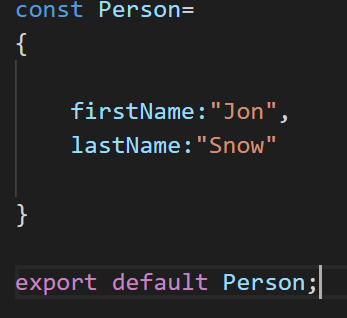 const Person=
{
firstName:"Jon",
lastName:"Snow"
}
export default Person;